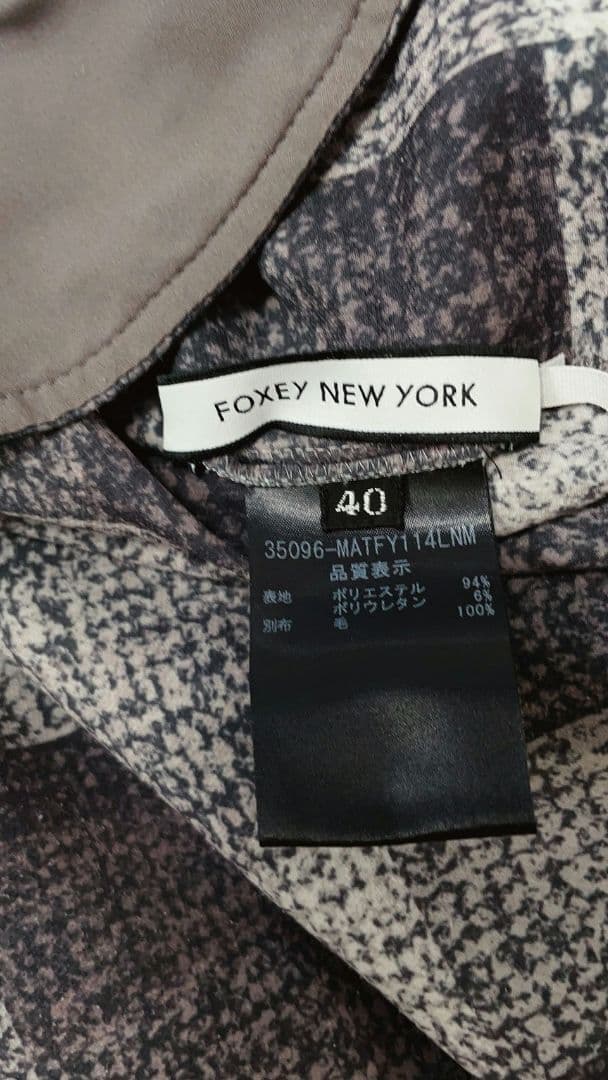 FOXEY NEW YORK
40
35096-MATFY114LNM
品質表示
表地 ポリエステル 94%
ポリウレタン 6%
別布 毛 100%